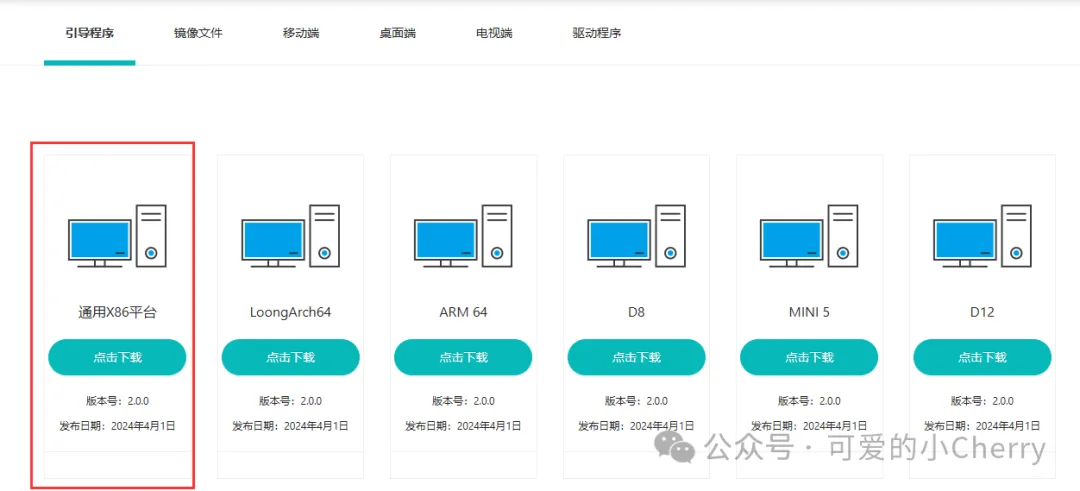 引导程序 镜像文件 移动端 桌面端 电视端 驱动程序
通用X86平台 LoongArch64 ARM 64 D8 MINI 5 D12
点击下载 点击下载 点击下载 点击下载 点击下载 点击下载
版本号：2.0.0 版本号：2.0.0 版本号：2.0.0 版本号：2.0.0 版本号：2.0.0 版本号：2.0.0
发布日期：2024年4月1日 发布日期：2024年4月1日 发布日期：2024年4月1日 发布日期：2024年4月1日 发布日期：2024年4月1日 发布日期：2024年4月1日
公众号 · 可爱的小Cherry